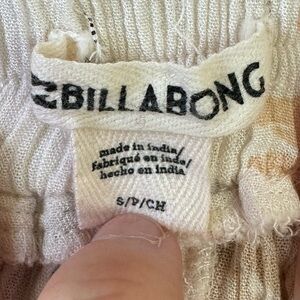 BILLABONG
made in india/
fabriqué en inde/
hecho en india
S/P/CH